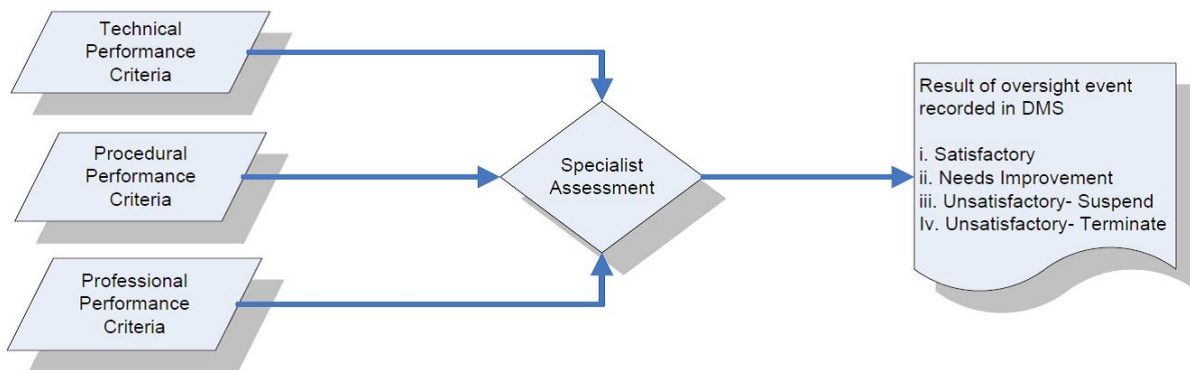 Technical
Performance
Criteria
Procedural
Performance
Criteria
Professional
Performance
Criteria
Specialist
Assessment
Result of oversight event
recorded in DMS
i. Satisfactory
ii. Needs Improvement
iii. Unsatisfactory- Suspend
Iv. Unsatisfactory- Terminate